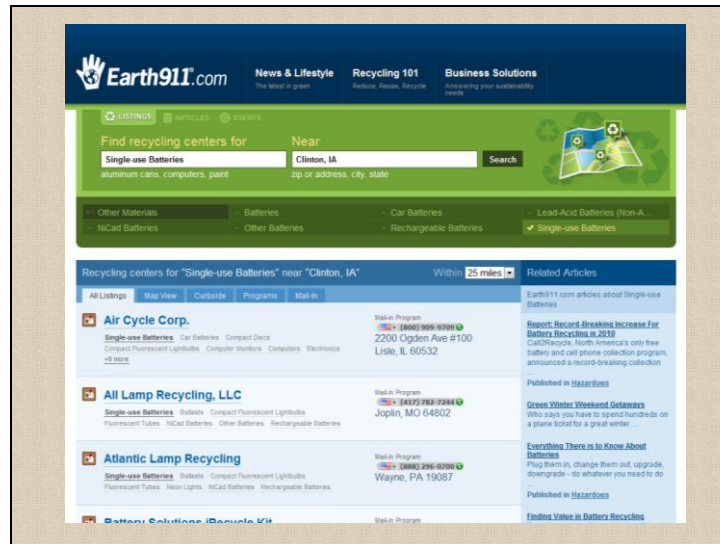 Earth911.com
News & Lifestyle
The latest in green
Recycling 101
Reduce, Reuse, Recycle
Business Solutions
Answering your sustainability
needs
LISTINGS ARTICLES EVENTS
Find recycling centers for Near
Single-use Batteries Clinton, IA Search
aluminum cans, computers, paint zip or address, city, state
- Other Materials - Batteries - Car Batteries - Lead-Acid Batteries (Non-A...
- NiCad Batteries - Other Batteries - Rechargeable Batteries ✔ Single-use Batteries
Recycling centers for "Single-use Batteries" near "Clinton, IA" Within 25 miles
All Listings Map View Curbside Programs Mail-In
Air Cycle Corp.
Single-use Batteries Car Batteries Compact Discs
Compact Fluorescent Lightbulbs Computer Monitors Computers Electronics
+9 more
Mail-in Program
(800) 909-9709
2200 Ogden Ave #100
Lisle, IL 60532
All Lamp Recycling, LLC
Single-use Batteries Ballasts Compact Fluorescent Lightbulbs
Fluorescent Tubes NiCad Batteries Other Batteries Rechargeable Batteries
Mail-in Program
(417) 782-7244
Joplin, MO 64802
Atlantic Lamp Recycling
Single-use Batteries Ballasts Compact Fluorescent Lightbulbs
Fluorescent Tubes Neon Lights NiCad Batteries Rechargeable Batteries
Mail-in Program
(888) 296-0700
Wayne, PA 19087
Battery Solutions iRecycle Kit
Mail-in Program
Related Articles
Earth911.com articles about Single-use
Batteries
Report: Record-Breaking Increase For
Battery Recycling in 2010
Call2Recycle, North America's only free
battery and cell phone collection program,
announced a record-breaking collection
...
Published in Hazardous
Green Winter Weekend Getaways
Who says you have to spend hundreds on
a plane ticket for a great winter ...
Everything There is to Know About
Batteries
Plug them in, change them out, upgrade,
downgrade - do whatever you need to do
...
Published in Hazardous
Finding Value in Battery Recycling